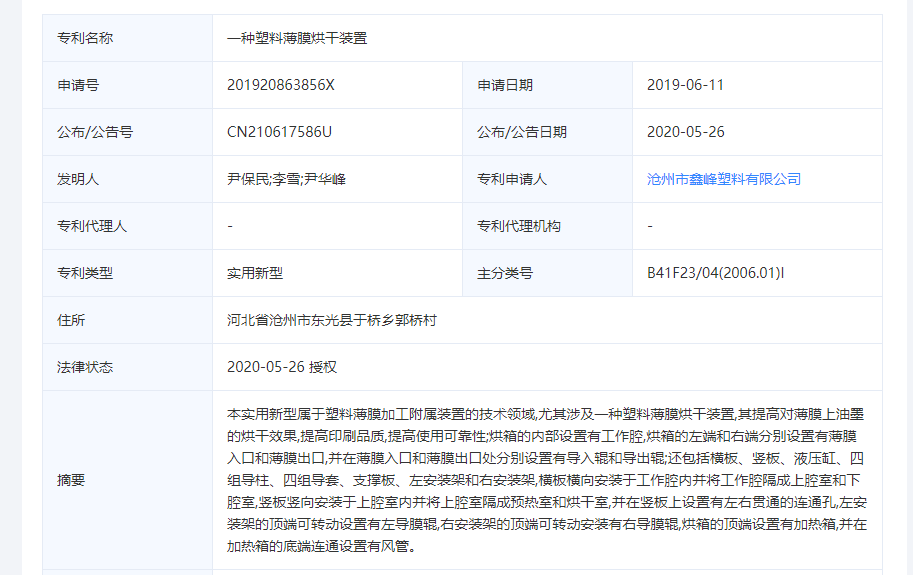 专利名称 一种塑料薄膜烘干装置
申请号 201920863856X 申请日期 2019-06-11
公布/公告号 CN210617586U 公布/公告日期 2020-05-26
发明人 尹保民;李雪;尹华峰 专利申请人 沧州市鑫峰塑料有限公司
专利代理人 - 专利代理机构 -
专利类型 实用新型 主分类号 B41F23/04(2006.01)I
住所 河北省沧州市东光县于桥乡郭桥村
法律状态 2020-05-26 授权
本实用新型属于塑料薄膜加工附属装置的技术领域,尤其涉及一种塑料薄膜烘干装置,其提高对薄膜上油墨
的烘干效果,提高印刷品质,提高使用可靠性;烘箱的内部设置有工作腔,烘箱的左端和右端分别设置有薄膜
入口和薄膜出口,并在薄膜入口和薄膜出口处分别设置有导入辊和导出辊;还包括横板、竖板、液压缸、四
摘要 组导柱、四组导套、支撑板、左安装架和右安装架,横板横向安装于工作腔内并将工作腔隔成上腔室和下
腔室,竖板竖向安装于上腔室内并将上腔室隔成预热室和烘干室,并在竖板上设置有左右贯通的连通孔,左安
装架的顶端可转动设置有左导膜辊,右安装架的顶端可转动安装有右导膜辊,烘箱的顶端设置有加热箱,并在
加热箱的底端连通设置有风管。